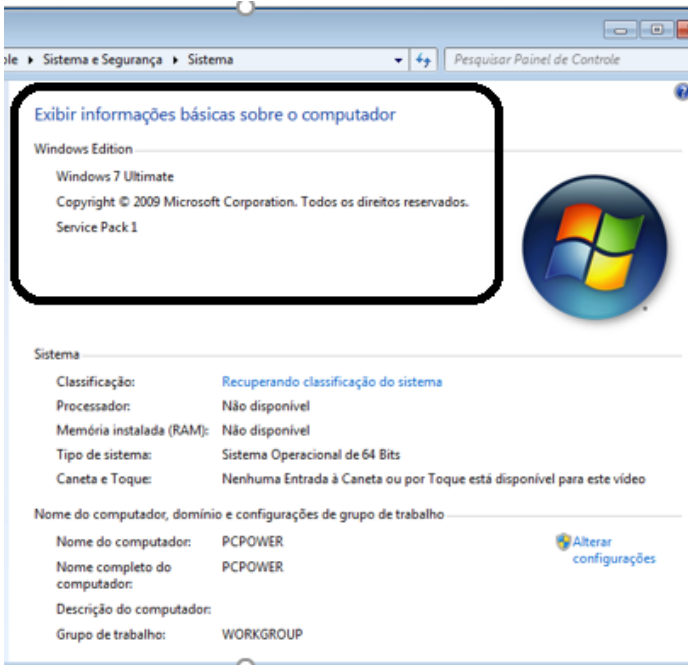 ole ▸ Sistema e Segurança ▸ Sistema
Pesquisar Painel de Controle
Exibir informações básicas sobre o computador
Windows Edition
Windows 7 Ultimate
Copyright © 2009 Microsoft Corporation. Todos os direitos reservados.
Service Pack 1
Sistema
Classificação: Recuperando classificação do sistema
Processador: Não disponível
Memória instalada (RAM): Não disponível
Tipo de sistema: Sistema Operacional de 64 Bits
Caneta e Toque: Nenhuma Entrada à Caneta ou por Toque está disponível para este vídeo
Nome do computador, domínio e configurações de grupo de trabalho
Nome do computador: PCPOWER
Alterar
configurações
Nome completo do
computador:
PCPOWER
Descrição do computador:
Grupo de trabalho: WORKGROUP